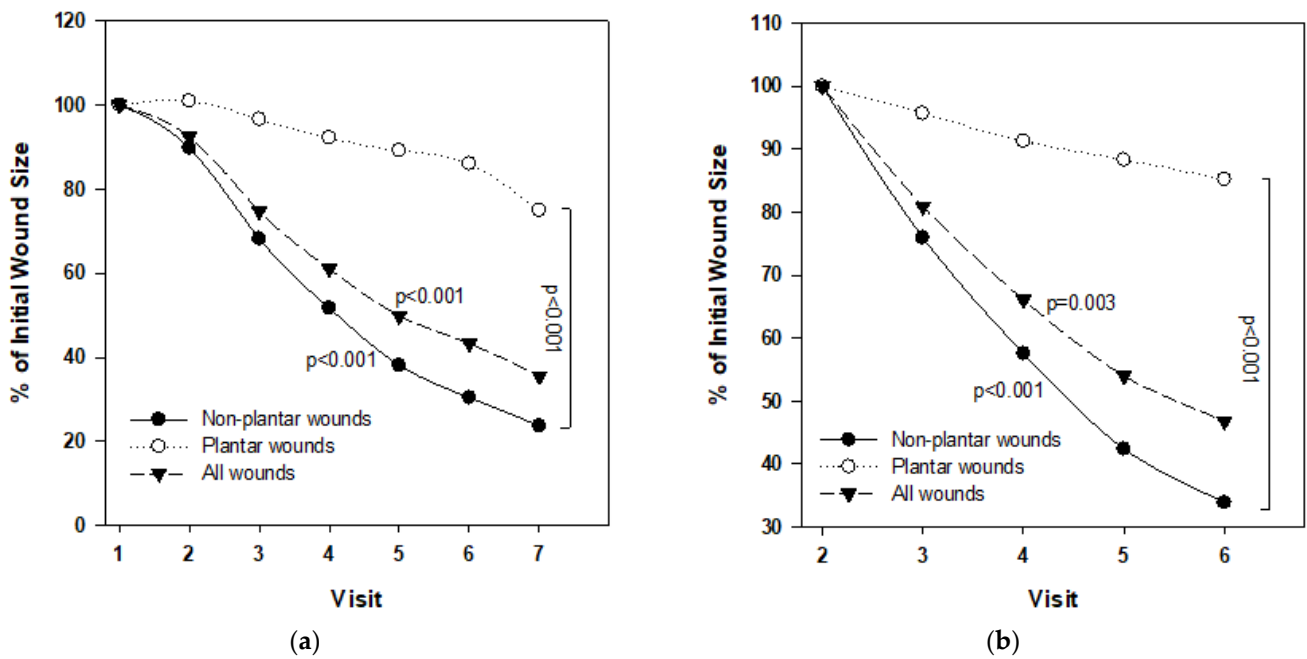 120
100
80
60
40
20
0
% of Initial Wound Size
p<0.001
p<0.001
p<0.001
Non-plantar wounds
Plantar wounds
All wounds
1 2 3 4 5 6 7
Visit
(a)
110
100
90
80
70
60
50
40
30
% of Initial Wound Size
p=0.003
p<0.001
p<0.001
Non-plantar wounds
Plantar wounds
All wounds
2 3 4 5 6
Visit
(b)